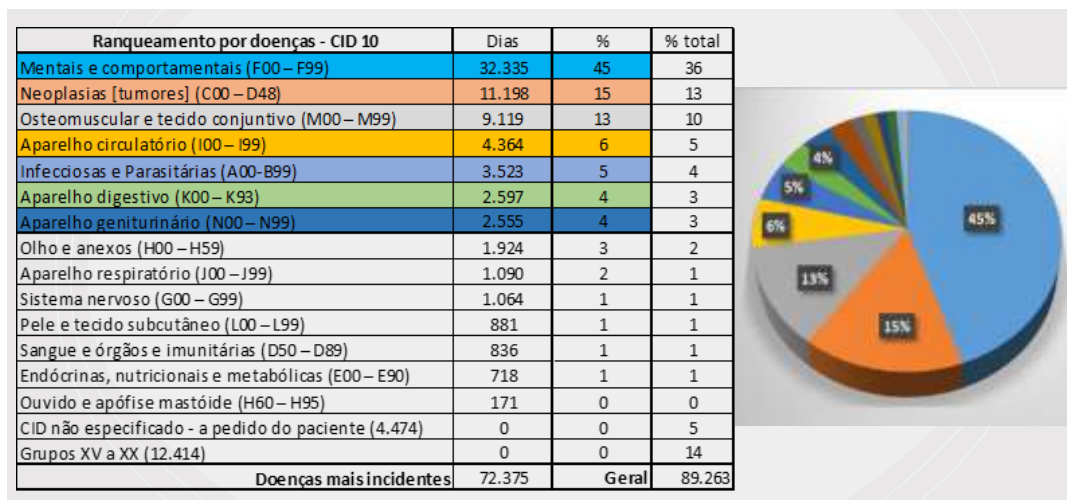 Ranqueamento por doenças - CID 10 Dias % % total
Mentais e comportamentais (F00 – F99) 32.335 45 36
Neoplasias [tumores] (C00 – D48) 11.198 15 13
Osteomuscular e tecido conjuntivo (M00 – M99) 9.119 13 10
Aparelho circulatório (I00 – I99) 4.364 6 5
Infecciosas e Parasitárias (A00-B99) 3.523 5 4
Aparelho digestivo (K00 – K93) 2.597 4 3
Aparelho geniturinário (N00 – N99) 2.555 4 3
Olho e anexos (H00 – H59) 1.924 3 2
Aparelho respiratório (J00 – J99) 1.090 2 1
Sistema nervoso (G00 – G99) 1.064 1 1
Pele e tecido subcutâneo (L00 – L99) 881 1 1
Sangue e órgãos e imunitárias (D50 – D89) 836 1 1
Endócrinas, nutricionais e metabólicas (E00 – E90) 718 1 1
Ouvido e apófise mastóide (H60 – H95) 171 0 0
CID não especificado - a pedido do paciente (4.474) 0 0 5
Grupos XV a XX (12.414) 0 0 14
Doenças mais incidentes 72.375 Geral 89.263
4%
5%
6%
45%
13%
15%